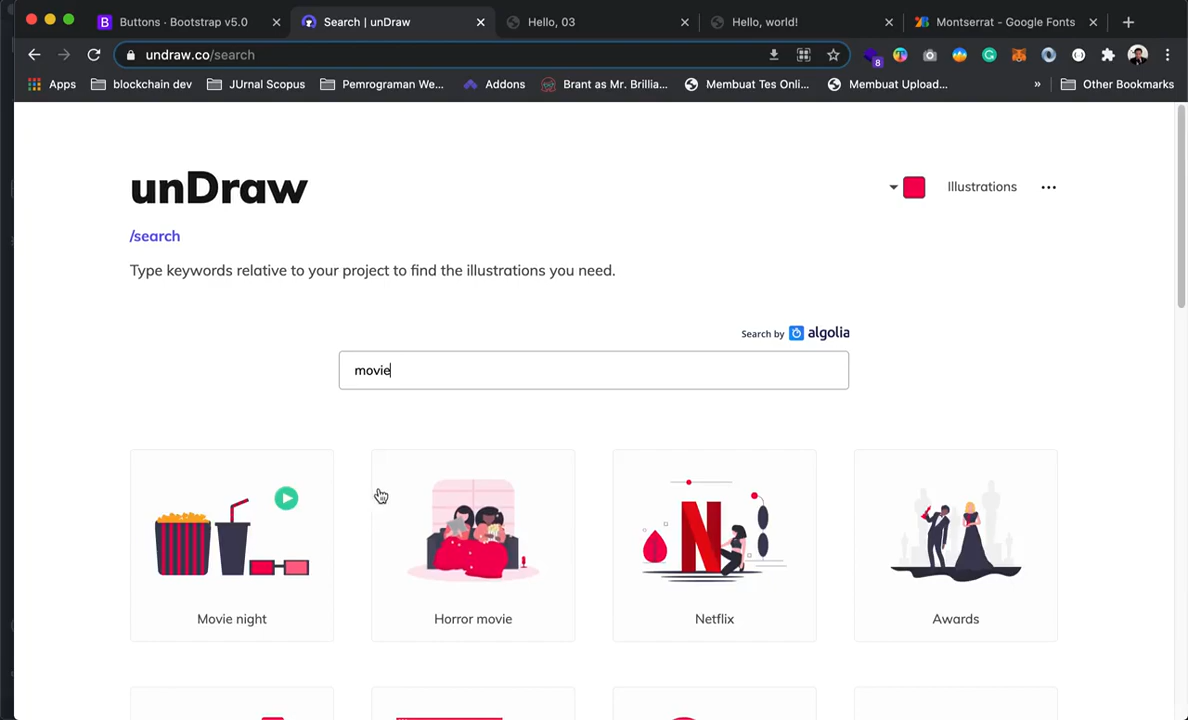 Buttons · Bootstrap v5.0
Search | unDraw
Hello, 03
Hello, world!
Montserrat - Google Fonts
undraw.co/search
8
Apps
blockchain dev
JUrnal Scopus
Pemrograman We...
Addons
Brant as Mr. Brillia...
Membuat Tes Onli...
Membuat Upload...
»
Other Bookmarks
unDraw
Illustrations
/search
Type keywords relative to your project to find the illustrations you need.
Search by algolia
movie
Movie night
Horror movie
Netflix
Awards